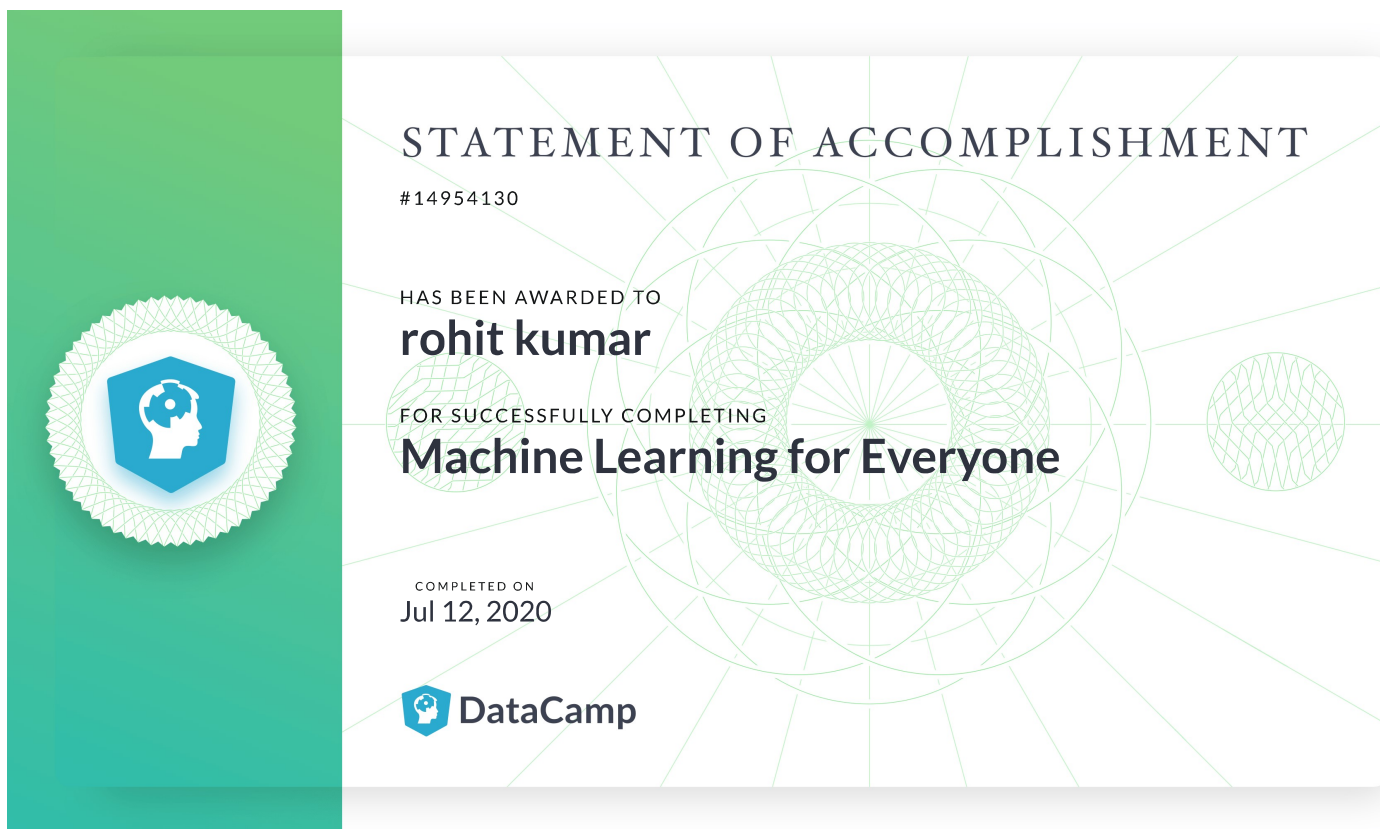 STATEMENT OF ACCOMPLISHMENT
#14954130
HAS BEEN AWARDED TO
rohit kumar
FOR SUCCESSFULLY COMPLETING
Machine Learning for Everyone
COMPLETED ON
Jul 12, 2020
DataCamp